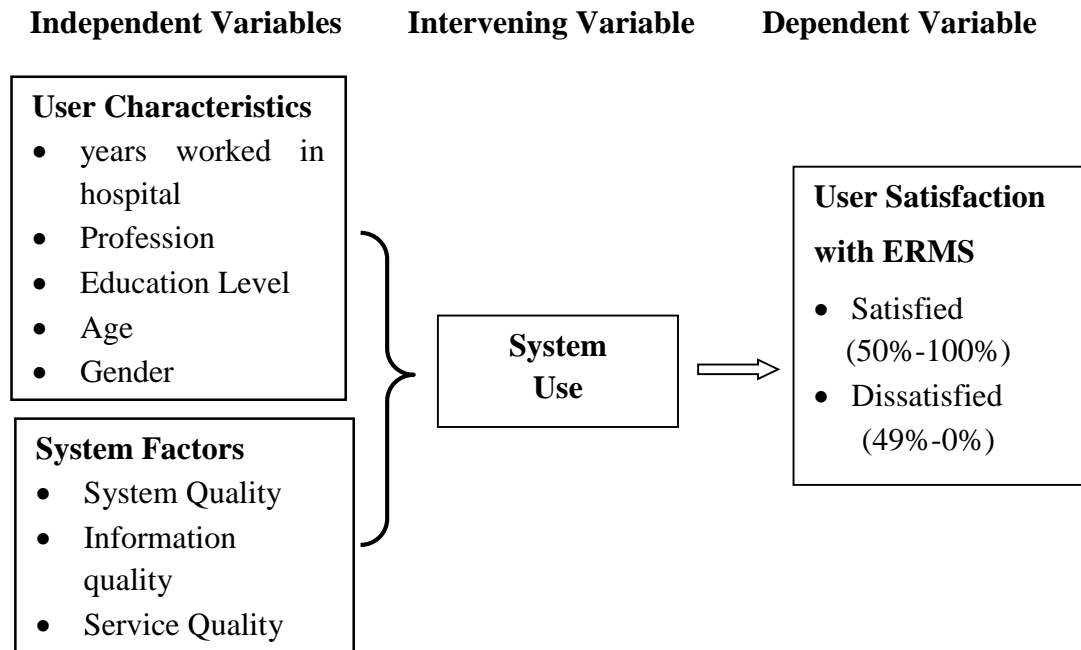 Independent Variables
Intervening Variable
Dependent Variable
User Characteristics
• years worked in
hospital
• Profession
• Education Level
• Age
• Gender
System Factors
• System Quality
• Information
quality
• Service Quality
System
Use
User Satisfaction
with ERMS
• Satisfied
(50%-100%)
• Dissatisfied
(49%-0%)